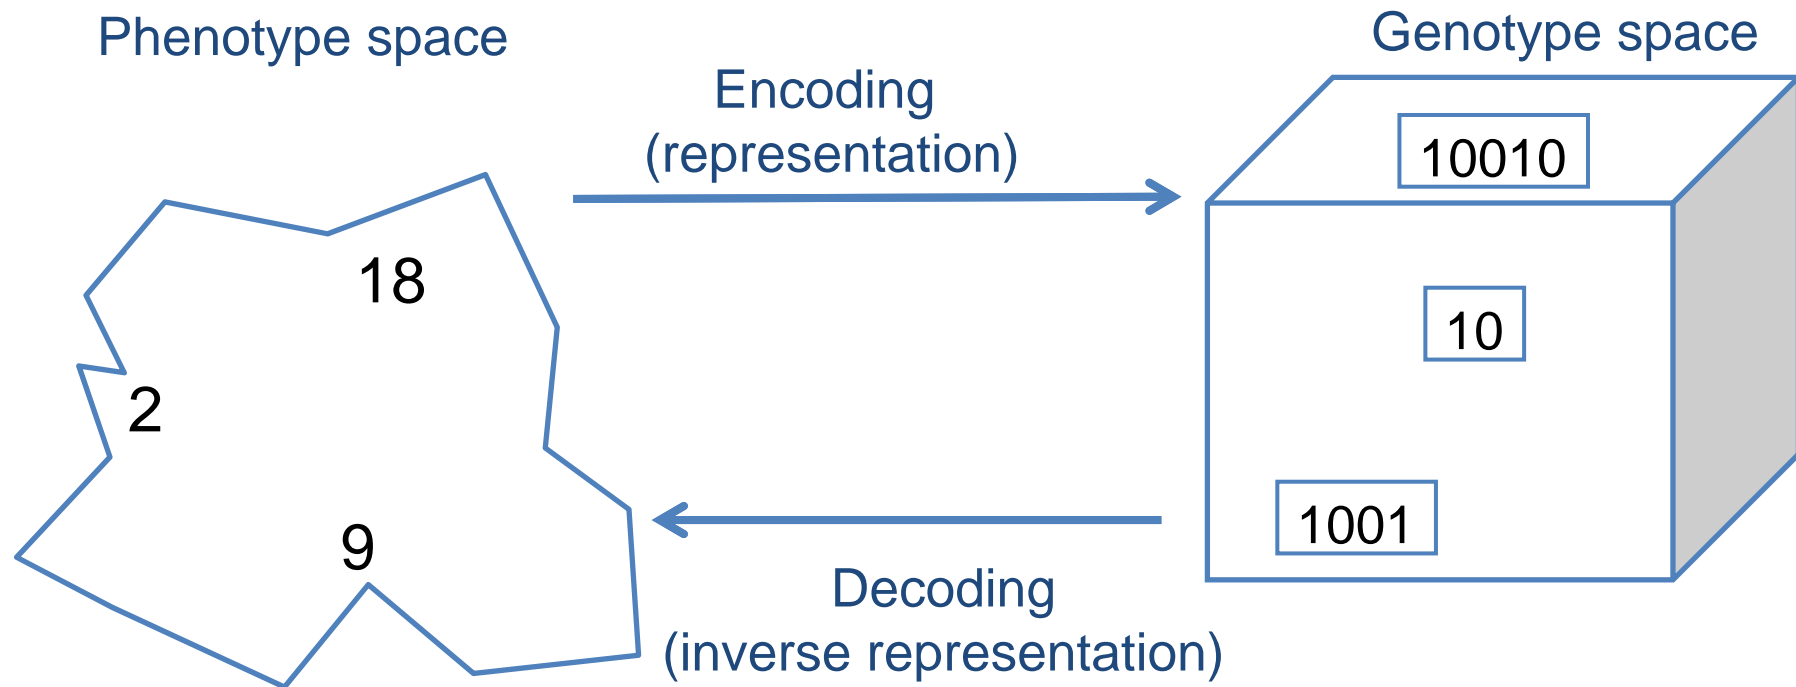 Phenotype space
Genotype space
Encoding
(representation)
10010
18
10
2
1001
9
Decoding
(inverse representation)